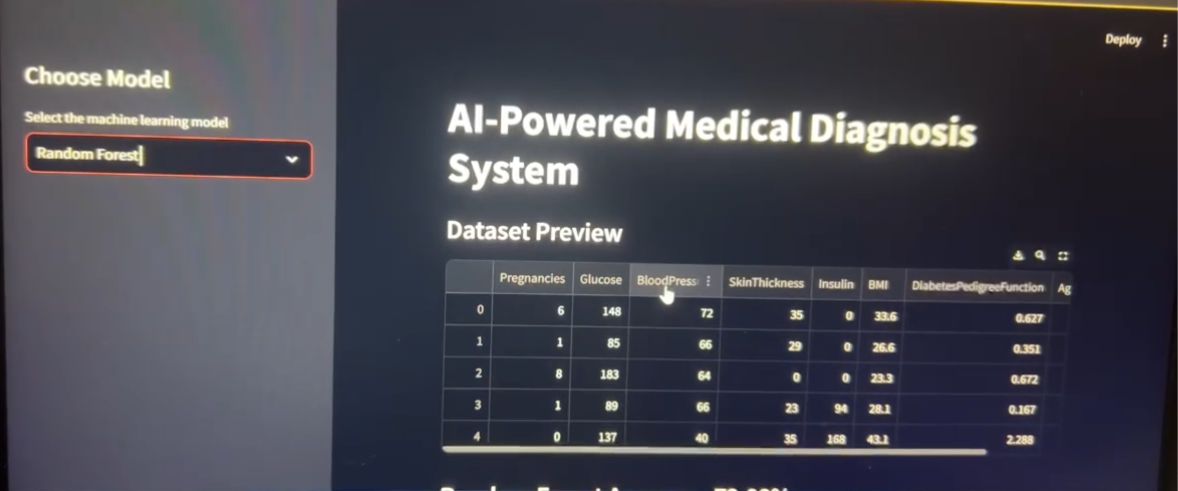 Deploy
Choose Model
Select the machine learning model
Random Forest
AI-Powered Medical Diagnosis
System
Dataset Preview
Pregnancies Glucose BloodPress SkinThickness Insulin BMI DiabetesPedigreeFunction Ag
0 6 148 72 35 0 33.6 0.627
1 1 85 66 29 0 26.6 0.351
2 8 183 64 0 0 23.3 0.672
3 1 89 66 23 94 28.1 0.167
4 0 137 40 35 168 43.1 2.288